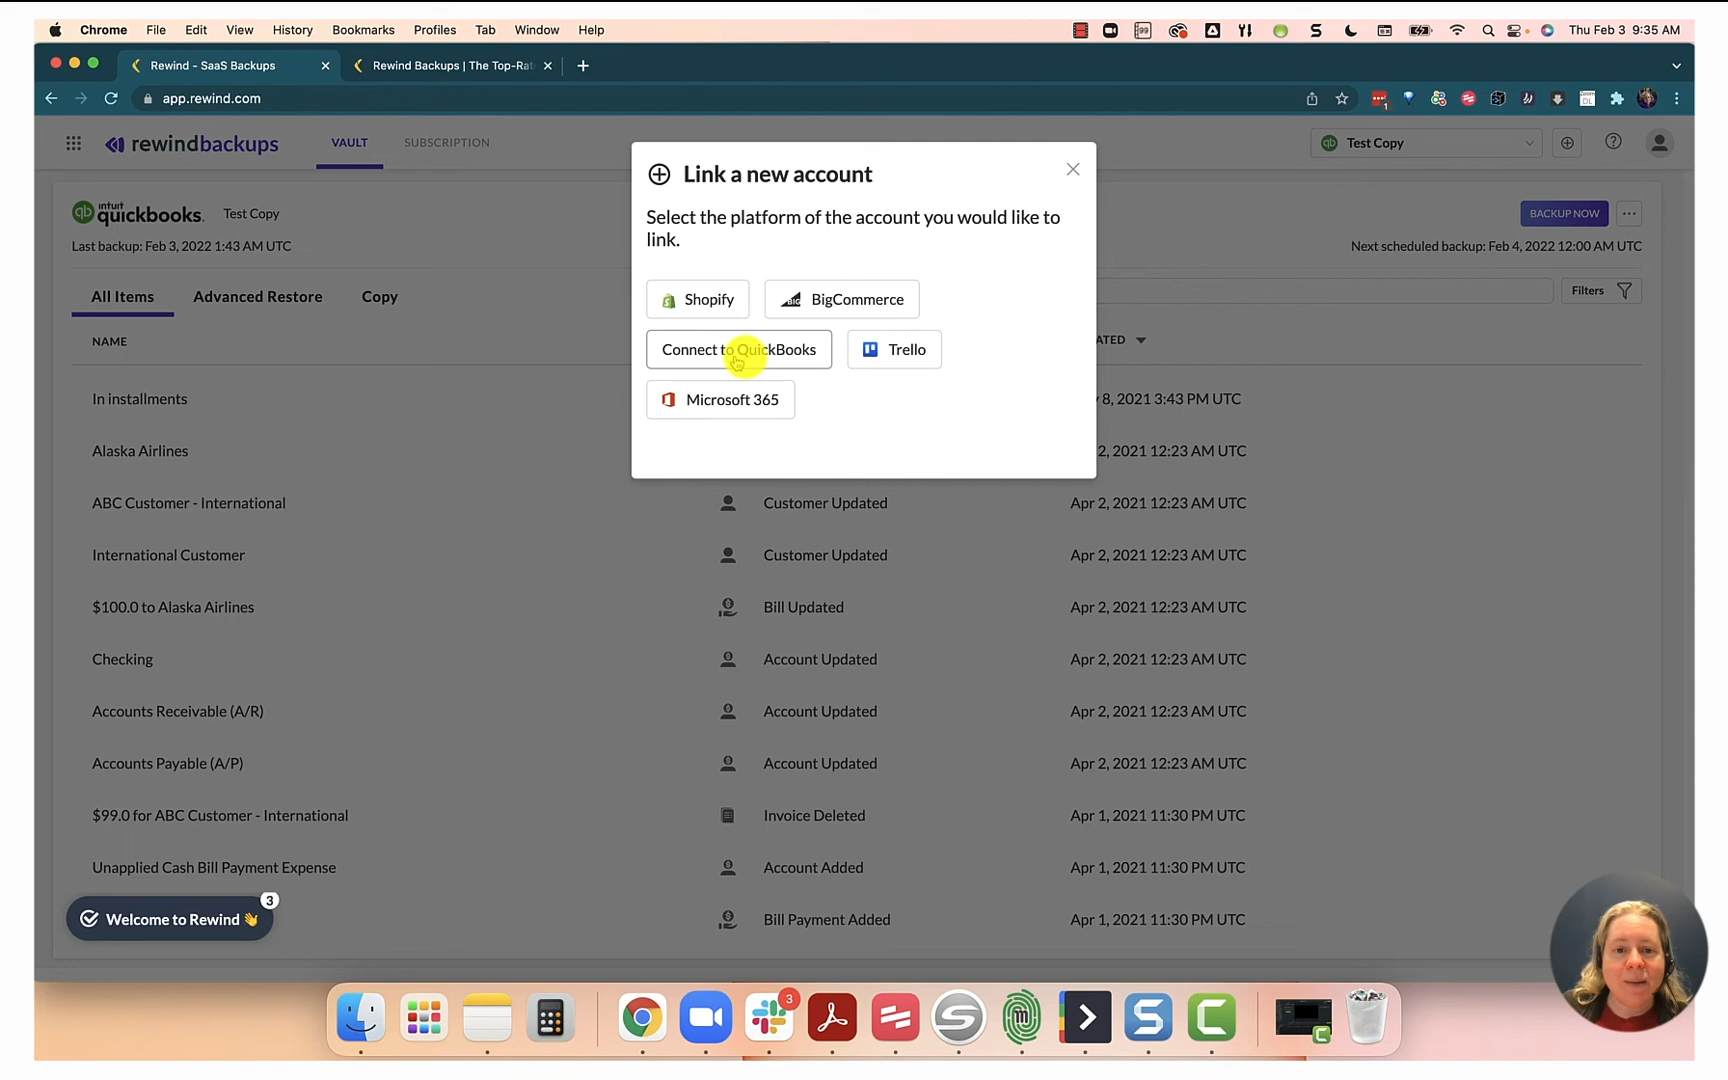 Chrome File Edit View History Bookmarks Profiles Tab Window Help Thu Feb 3 9:35 AM
Rewind - SaaS Backups
Rewind Backups | The Top-Rat
app.rewind.com
rewindbackups
VAULT
SUBSCRIPTION
qb Test Copy
intuit
qb quickbooks.
Test Copy
Last backup: Feb 3, 2022 1:43 AM UTC
BACKUP NOW
Next scheduled backup: Feb 4, 2022 12:00 AM UTC
All Items Advanced Restore Copy
Filters
NAME
ATED
Link a new account
Select the platform of the account you would like to
link.
Shopify
BigCommerce
Connect to QuickBooks
Trello
Microsoft 365
In installments 8, 2021 3:43 PM UTC
Alaska Airlines 2, 2021 12:23 AM UTC
ABC Customer - International Customer Updated Apr 2, 2021 12:23 AM UTC
International Customer Customer Updated Apr 2, 2021 12:23 AM UTC
$100.0 to Alaska Airlines Bill Updated Apr 2, 2021 12:23 AM UTC
Checking Account Updated Apr 2, 2021 12:23 AM UTC
Accounts Receivable (A/R) Account Updated Apr 2, 2021 12:23 AM UTC
Accounts Payable (A/P) Account Updated Apr 2, 2021 12:23 AM UTC
$99.0 for ABC Customer - International Invoice Deleted Apr 1, 2021 11:30 PM UTC
Unapplied Cash Bill Payment Expense Account Added Apr 1, 2021 11:30 PM UTC
Bill Payment Added Apr 1, 2021 11:30 PM UTC
Welcome to Rewind 👋 3
3